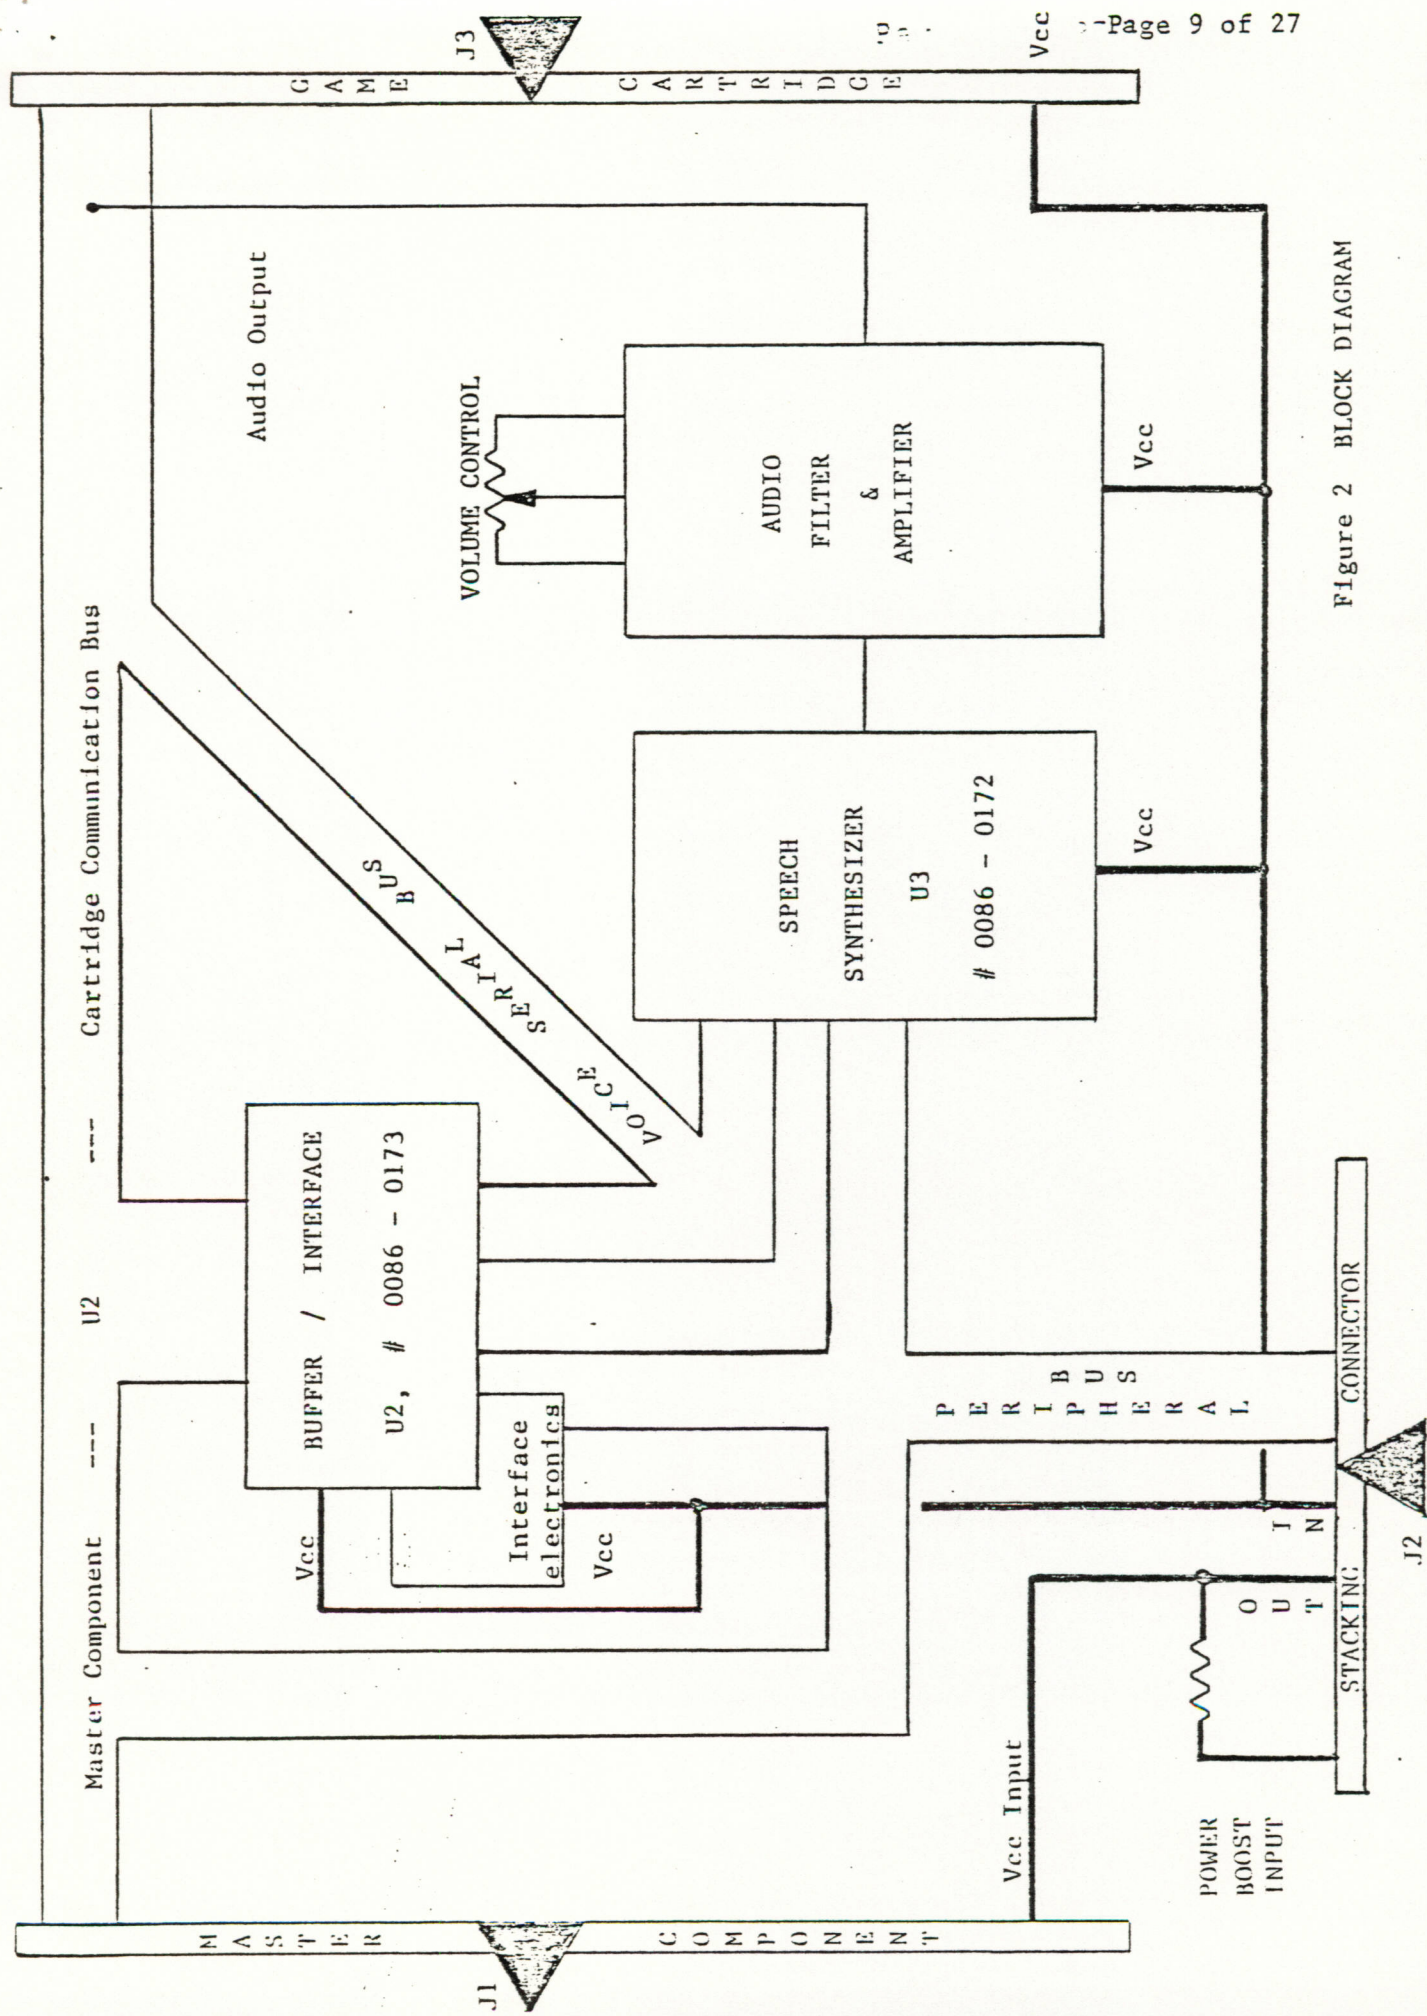 Page 9 of 27
Master Component --- U2 --- Cartridge Communication Bus
J1
MASTER
COMPONENT
J3
GAME
CARTRIDGE
Vcc
BUFFER / INTERFACE
U2, # 0086 - 0173
Vcc
Interface
electronics
Vcc
VOICE SERIAL BUS
Audio Output
VOLUME CONTROL
AUDIO
FILTER
&
AMPLIFIER
Vcc
SPEECH
SYNTHESIZER
U3
# 0086 - 0172
Vcc
PERIPHERAL
BUS
Vcc Input
POWER
BOOST
INPUT
OUT
IN
STACKING CONNECTOR
J2
Figure 2 BLOCK DIAGRAM